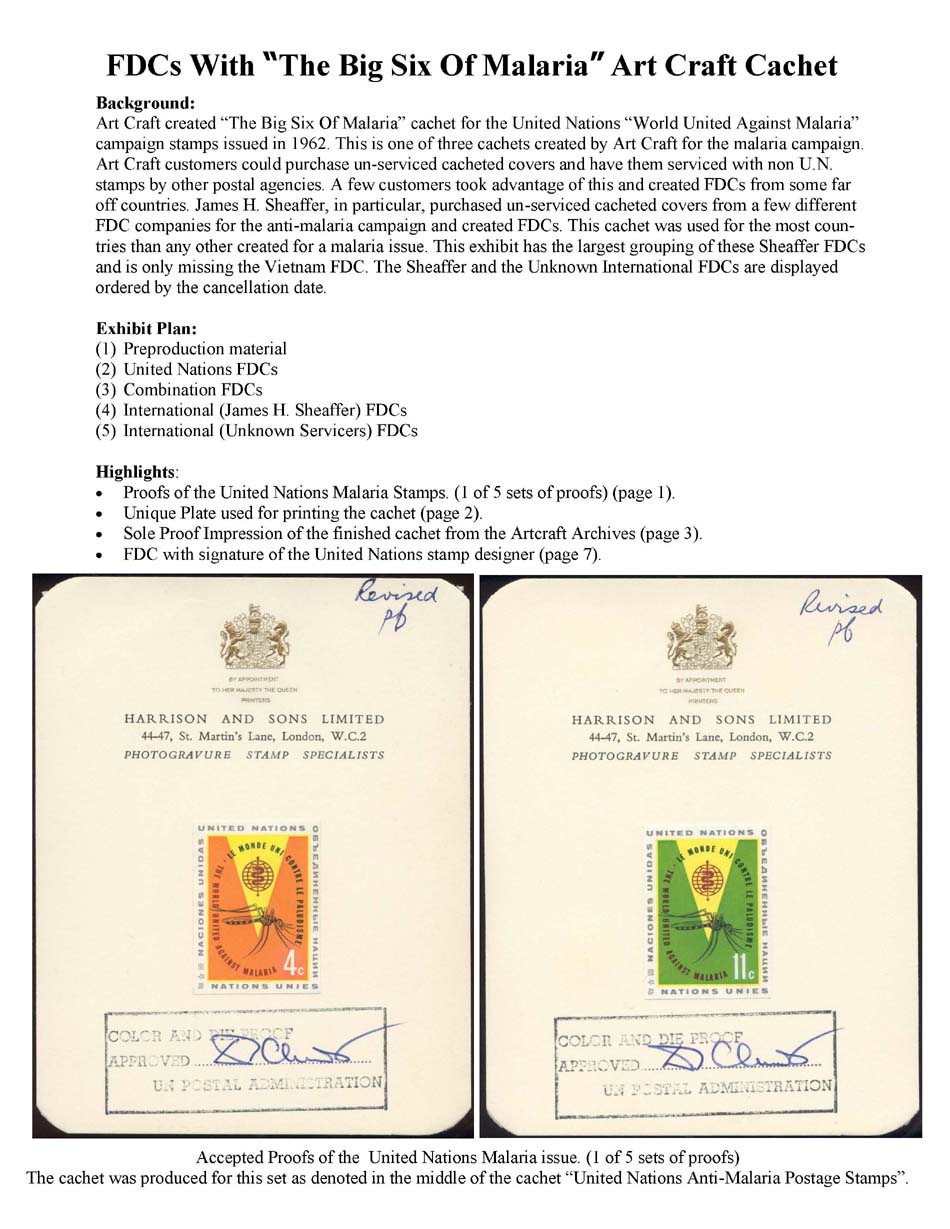 FDCs With “The Big Six Of Malaria” Art Craft Cachet
Background:
Art Craft created “The Big Six Of Malaria” cachet for the United Nations “World United Against Malaria”
campaign stamps issued in 1962. This is one of three cachets created by Art Craft for the malaria campaign.
Art Craft customers could purchase un-serviced cacheted covers and have them serviced with non U.N.
stamps by other postal agencies. A few customers took advantage of this and created FDCs from some far
off countries. James H. Sheaffer, in particular, purchased un-serviced cacheted covers from a few different
FDC companies for the anti-malaria campaign and created FDCs. This cachet was used for the most coun-
tries than any other created for a malaria issue. This exhibit has the largest grouping of these Sheaffer FDCs
and is only missing the Vietnam FDC. The Sheaffer and the Unknown International FDCs are displayed
ordered by the cancellation date.
Exhibit Plan:
(1) Preproduction material
(2) United Nations FDCs
(3) Combination FDCs
(4) International (James H. Sheaffer) FDCs
(5) International (Unknown Servicers) FDCs
Highlights:
• Proofs of the United Nations Malaria Stamps. (1 of 5 sets of proofs) (page 1).
• Unique Plate used for printing the cachet (page 2).
• Sole Proof Impression of the finished cachet from the Artcraft Archives (page 3).
• FDC with signature of the United Nations stamp designer (page 7).
Revised
BY APPOINTMENT
TO HER MAJESTY THE QUEEN
PRINTERS
HARRISON AND SONS LIMITED
44-47, St. Martin's Lane, London, W.C.2
PHOTOGRAVURE STAMP SPECIALISTS
UNITED NATIONS
NACIONES UNIDAS
ОБЪЕДИНЕННЫЕ НАЦИИ
LE MONDE UNI CONTRE LE PALUDISME
THE WORLD UNITED AGAINST MALARIA
4c
NATIONS UNIES
COLOR AND DIE PROOF
APPROVED
UN POSTAL ADMINISTRATION
Revised
BY APPOINTMENT
TO HER MAJESTY THE QUEEN
PRINTERS
HARRISON AND SONS LIMITED
44-47, St. Martin's Lane, London, W.C.2
PHOTOGRAVURE STAMP SPECIALISTS
UNITED NATIONS
NACIONES UNIDAS
ОБЪЕДИНЕННЫЕ НАЦИИ
LE MONDE UNI CONTRE LE PALUDISME
THE WORLD UNITED AGAINST MALARIA
11c
NATIONS UNIES
COLOR AND DIE PROOF
APPROVED
UN POSTAL ADMINISTRATION
Accepted Proofs of the United Nations Malaria issue. (1 of 5 sets of proofs)
The cachet was produced for this set as denoted in the middle of the cachet “United Nations Anti-Malaria Postage Stamps”.